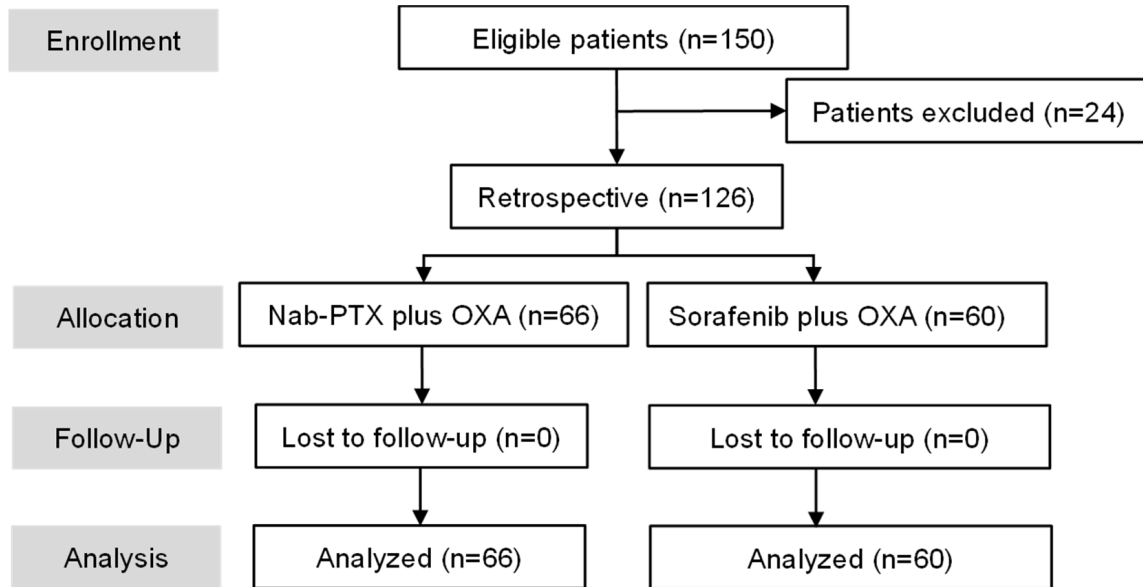 Enrollment
Eligible patients (n=150)
Patients excluded (n=24)
Retrospective (n=126)
Allocation
Nab-PTX plus OXA (n=66)
Sorafenib plus OXA (n=60)
Follow-Up
Lost to follow-up (n=0)
Lost to follow-up (n=0)
Analysis
Analyzed (n=66)
Analyzed (n=60)